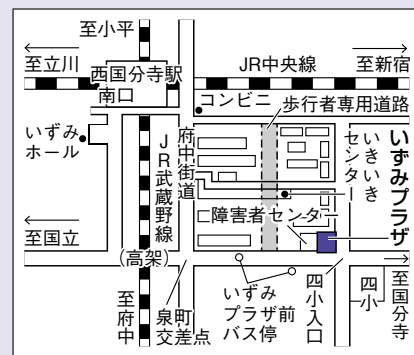 至小平
至立川
西国分寺駅
南口
JR中央線
至新宿
コンビニ
歩行者専用道路
いずみ
ホール
JR武蔵野線
府中街道
いきいき
センター
いずみプラザ
障害者センター
至国立
(高架)
至府中
泉町
交差点
いずみ
プラザ前
バス停
四小入口
四小
至国分寺